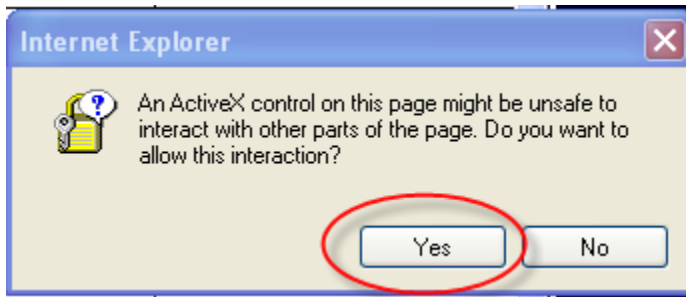 Internet Explorer
An ActiveX control on this page might be unsafe to
interact with other parts of the page. Do you want to
allow this interaction?
Yes No